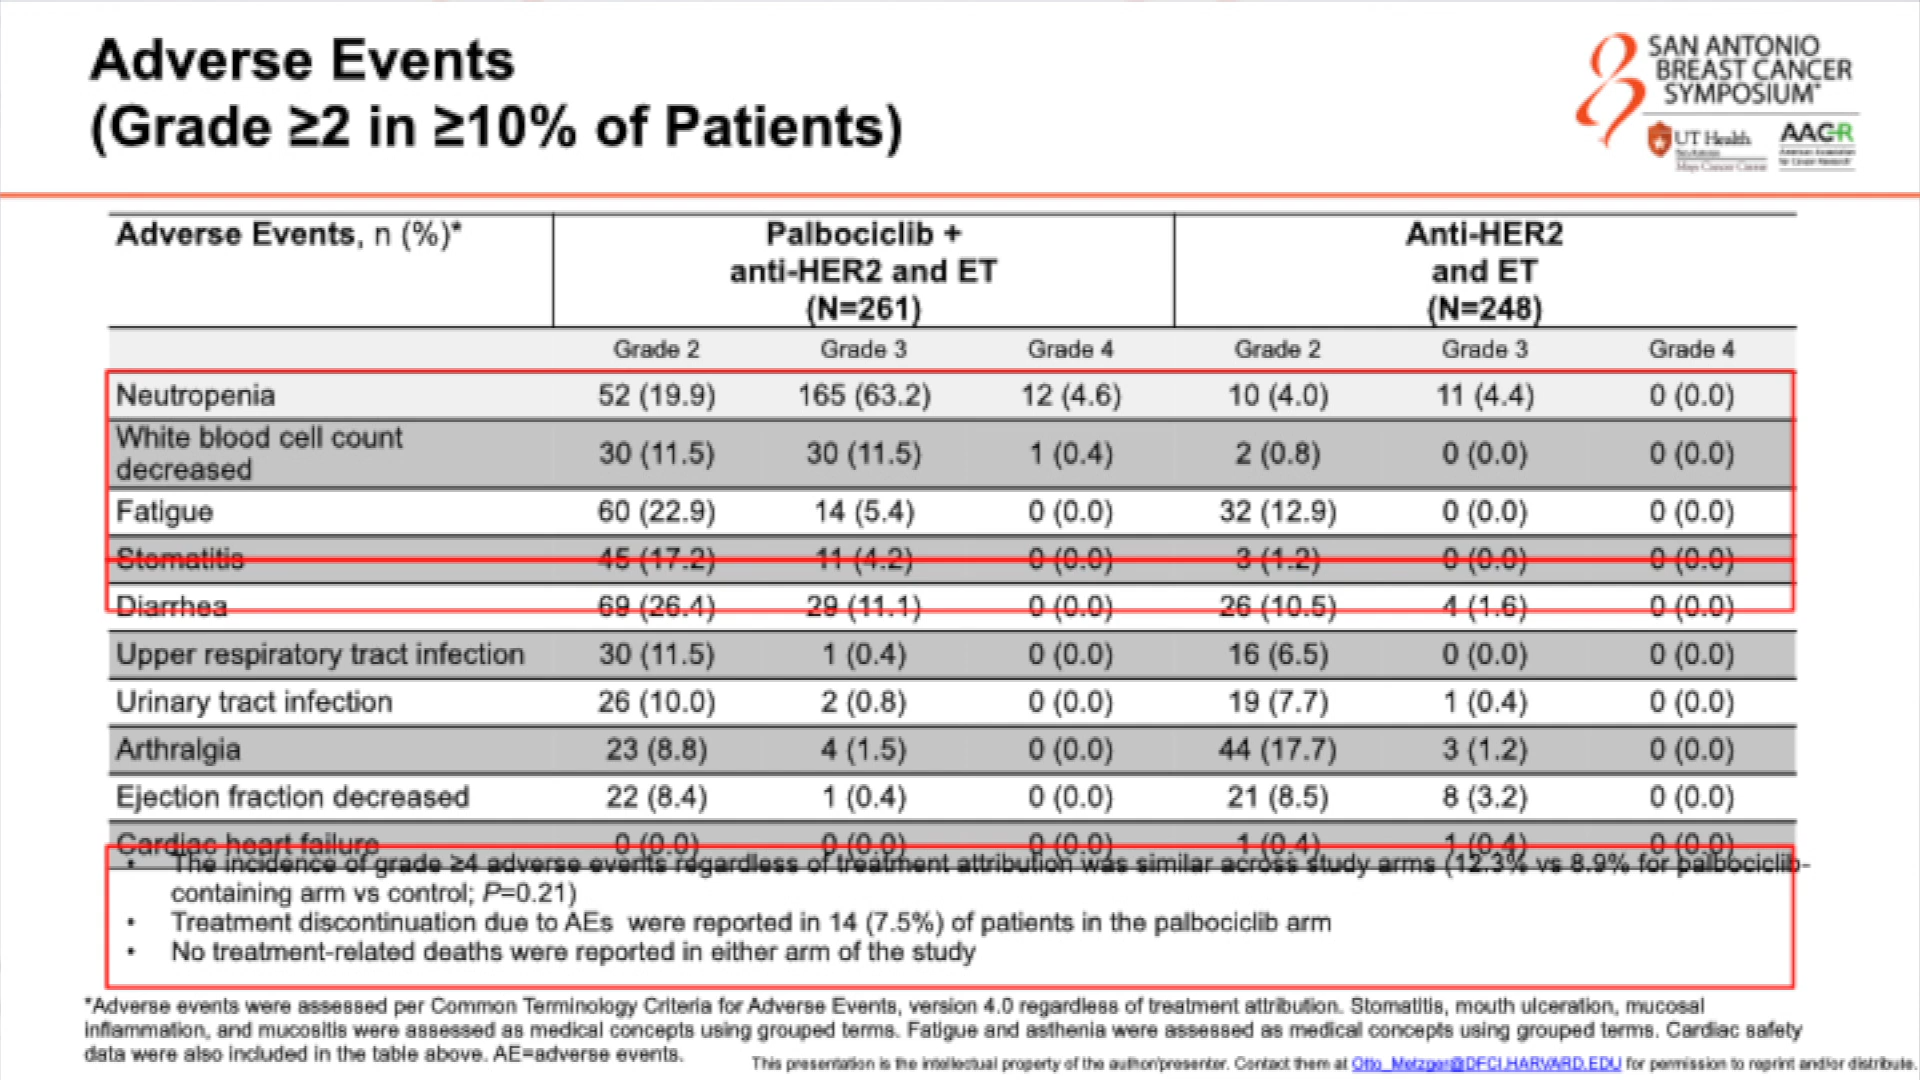 Adverse Events
(Grade ≥2 in ≥10% of Patients)
SAN ANTONIO
BREAST CANCER
SYMPOSIUM®
UT Health
AACR
Mays Cancer Center
American Association
for Cancer Research
Adverse Events, n (%)* Palbociclib + anti-HER2 and ET (N=261) Anti-HER2 and ET (N=248)
Grade 2 Grade 3 Grade 4 Grade 2 Grade 3 Grade 4
Neutropenia 52 (19.9) 165 (63.2) 12 (4.6) 10 (4.0) 11 (4.4) 0 (0.0)
White blood cell count
decreased 30 (11.5) 30 (11.5) 1 (0.4) 2 (0.8) 0 (0.0) 0 (0.0)
Fatigue 60 (22.9) 14 (5.4) 0 (0.0) 32 (12.9) 0 (0.0) 0 (0.0)
Stomatitis 45 (17.2) 11 (4.2) 0 (0.0) 3 (1.2) 0 (0.0) 0 (0.0)
Diarrhea 69 (26.4) 29 (11.1) 0 (0.0) 26 (10.5) 4 (1.6) 0 (0.0)
Upper respiratory tract infection 30 (11.5) 1 (0.4) 0 (0.0) 16 (6.5) 0 (0.0) 0 (0.0)
Urinary tract infection 26 (10.0) 2 (0.8) 0 (0.0) 19 (7.7) 1 (0.4) 0 (0.0)
Arthralgia 23 (8.8) 4 (1.5) 0 (0.0) 44 (17.7) 3 (1.2) 0 (0.0)
Ejection fraction decreased 22 (8.4) 1 (0.4) 0 (0.0) 21 (8.5) 8 (3.2) 0 (0.0)
Cardiac heart failure 0 (0.0) 0 (0.0) 0 (0.0) 1 (0.4) 1 (0.4) 0 (0.0)
• The incidence of grade ≥4 adverse events regardless of treatment attribution was similar across study arms (12.3% vs 8.9% for palbociclib-
containing arm vs control; P=0.21)
• Treatment discontinuation due to AEs were reported in 14 (7.5%) of patients in the palbociclib arm
• No treatment-related deaths were reported in either arm of the study
*Adverse events were assessed per Common Terminology Criteria for Adverse Events, version 4.0 regardless of treatment attribution. Stomatitis, mouth ulceration, mucosal
inflammation, and mucositis were assessed as medical concepts using grouped terms. Fatigue and asthenia were assessed as medical concepts using grouped terms. Cardiac safety
data were also included in the table above. AE=adverse events.
This presentation is the intellectual property of the author/presenter. Contact them at Otto_Metzger@DFCI.HARVARD.EDU for permission to reprint and/or distribute.